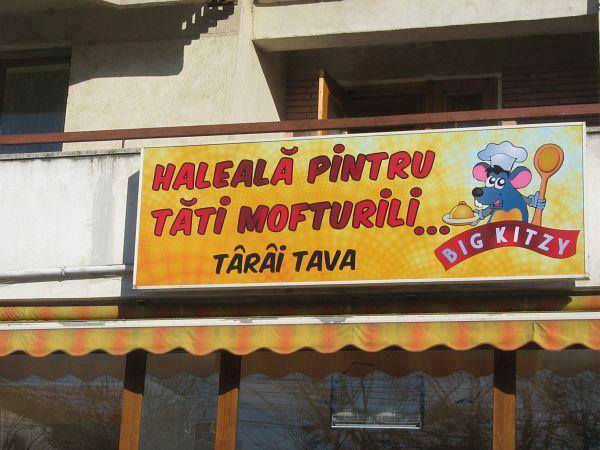 HALEALĂ PINTRU
TĂTI MOFTURILI...
TÂRÂI TAVA
BIG KITZY